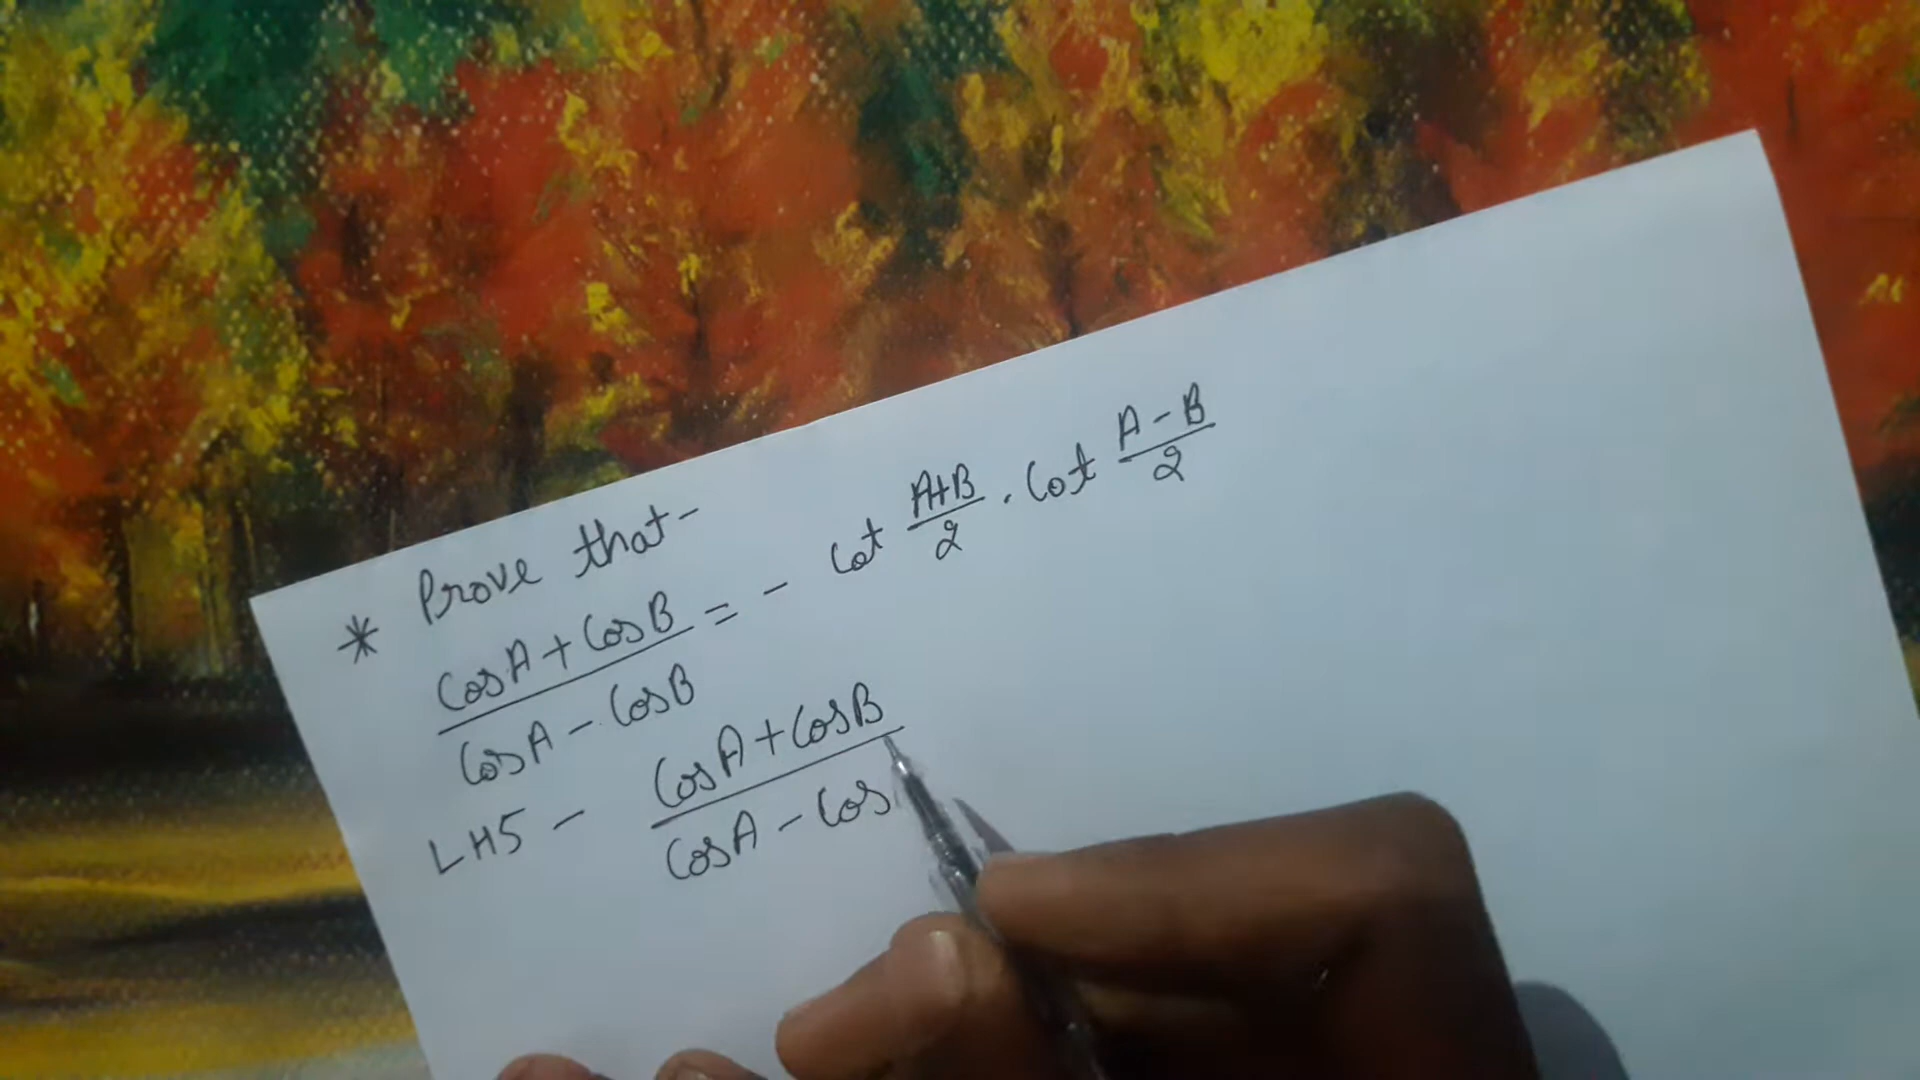 * Prove that-
CosA + CosB / CosA - CosB = - Cot A+B/2 . Cot A-B/2
LHS - CosA + CosB / CosA - Cos